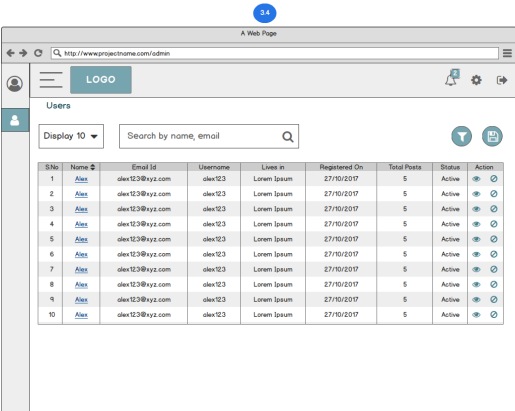 3.4
A Web Page
http://www.projectname.com/admin
LOGO
2
Users
Display 10
Search by name, email
S.No Name Email Id Username Lives in Registered On Total Posts Status Action
1 Alex alex123@xyz.com alex123 Lorem Ipsum 27/10/2017 5 Active
2 Alex alex123@xyz.com alex123 Lorem Ipsum 27/10/2017 5 Active
3 Alex alex123@xyz.com alex123 Lorem Ipsum 27/10/2017 5 Active
4 Alex alex123@xyz.com alex123 Lorem Ipsum 27/10/2017 5 Active
5 Alex alex123@xyz.com alex123 Lorem Ipsum 27/10/2017 5 Active
6 Alex alex123@xyz.com alex123 Lorem Ipsum 27/10/2017 5 Active
7 Alex alex123@xyz.com alex123 Lorem Ipsum 27/10/2017 5 Active
8 Alex alex123@xyz.com alex123 Lorem Ipsum 27/10/2017 5 Active
9 Alex alex123@xyz.com alex123 Lorem Ipsum 27/10/2017 5 Active
10 Alex alex123@xyz.com alex123 Lorem Ipsum 27/10/2017 5 Active